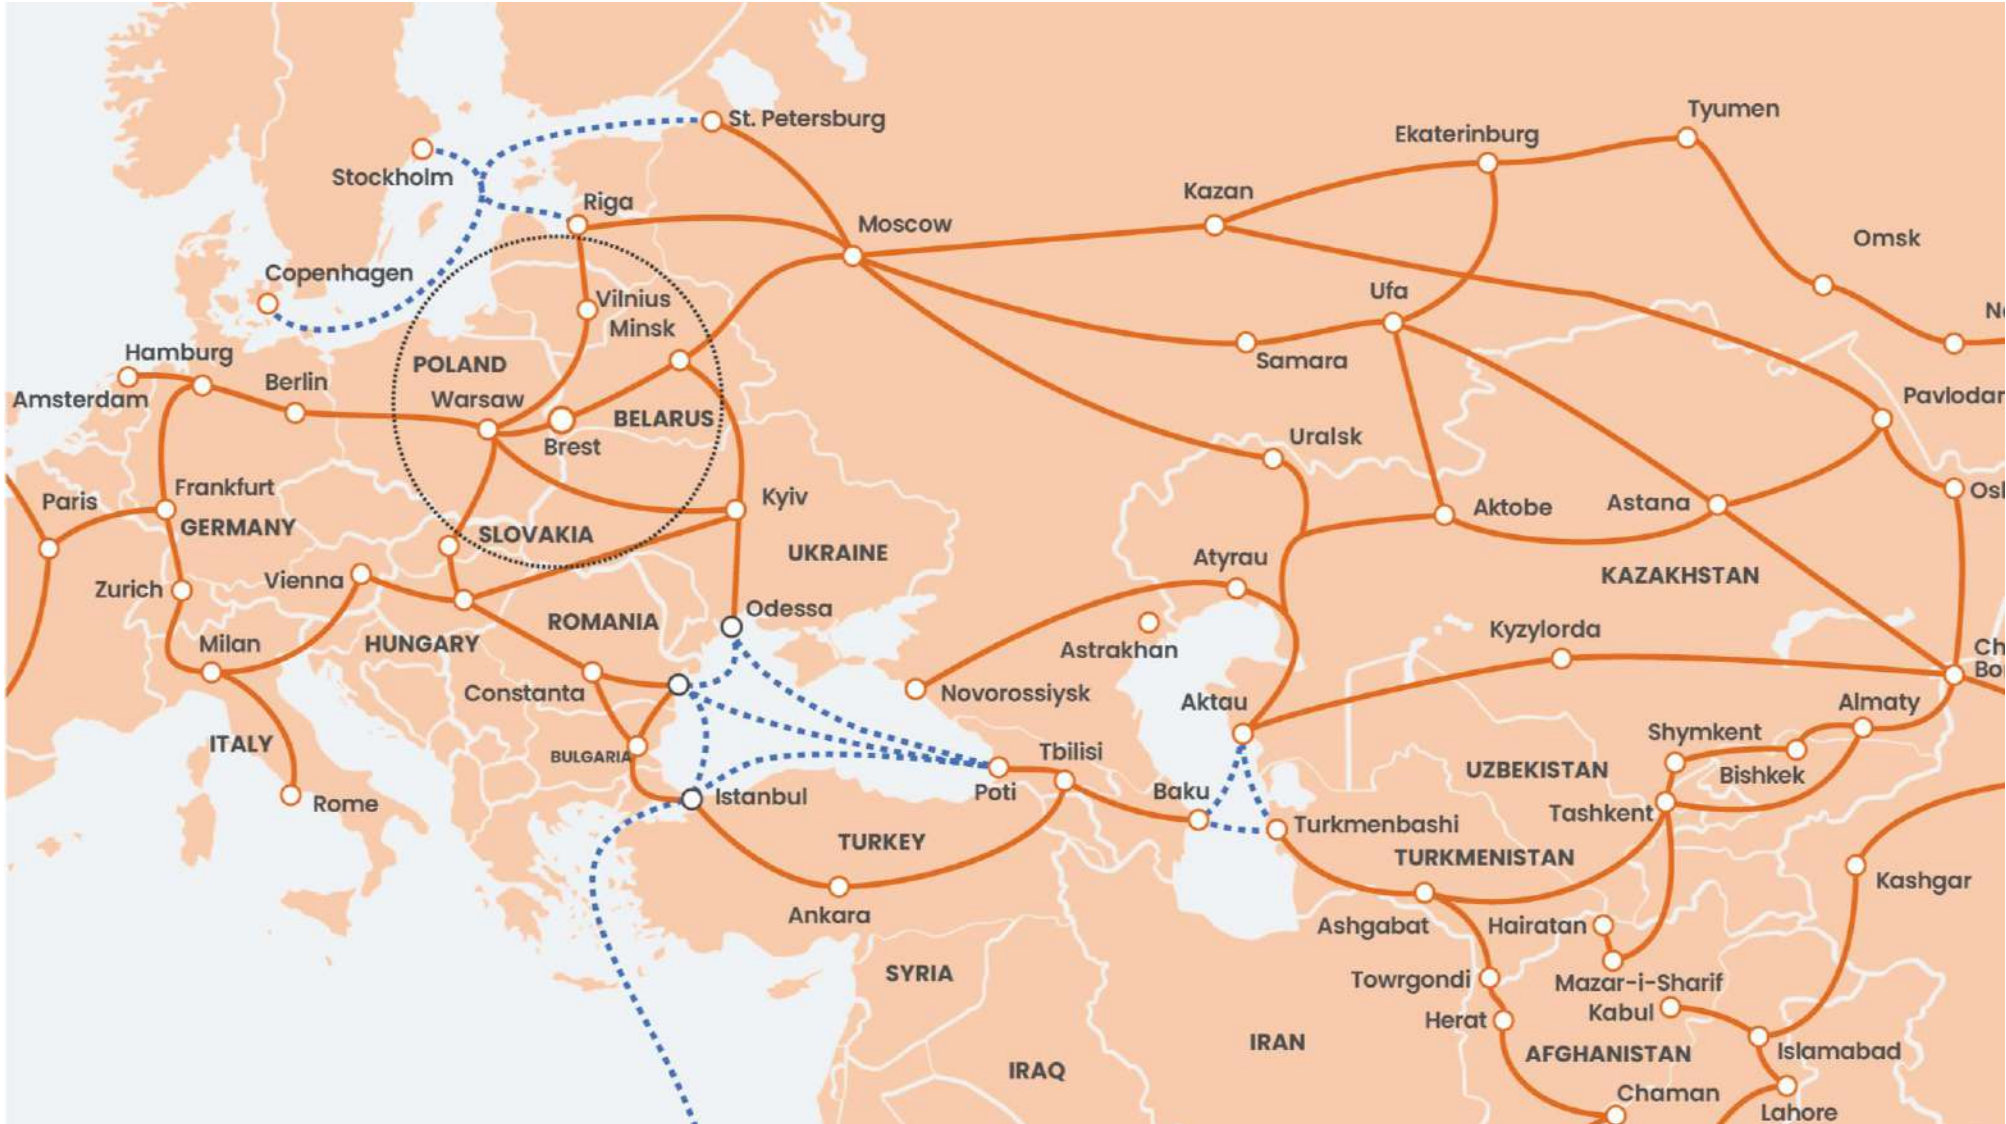 Tyumen
St. Petersburg
Ekaterinburg
Stockholm
Kazan
Riga
Moscow
Omsk
Copenhagen
Vilnius
Ufa
Minsk
Hamburg
POLAND
Samara
Berlin
Amsterdam
Warsaw
Pavlodar
BELARUS
Brest
Uralsk
Paris
Frankfurt
Kyiv
Aktobe
Astana
GERMANY
SLOVAKIA
UKRAINE
Atyrau
KAZAKHSTAN
Zurich
Vienna
Odessa
ROMANIA
Kyzylorda
Milan
HUNGARY
Astrakhan
Constanta
Novorossiysk
Aktau
Almaty
ITALY
BULGARIA
Tbilisi
Shymkent
UZBEKISTAN
Bishkek
Rome
Istanbul
Poti
Baku
Tashkent
Turkmenbashi
TURKEY
TURKMENISTAN
Kashgar
Ankara
Ashgabat
Hairatan
SYRIA
Towrgondi
Mazar-i-Sharif
Kabul
Herat
IRAN
AFGHANISTAN
Islamabad
IRAQ
Chaman
Lahore